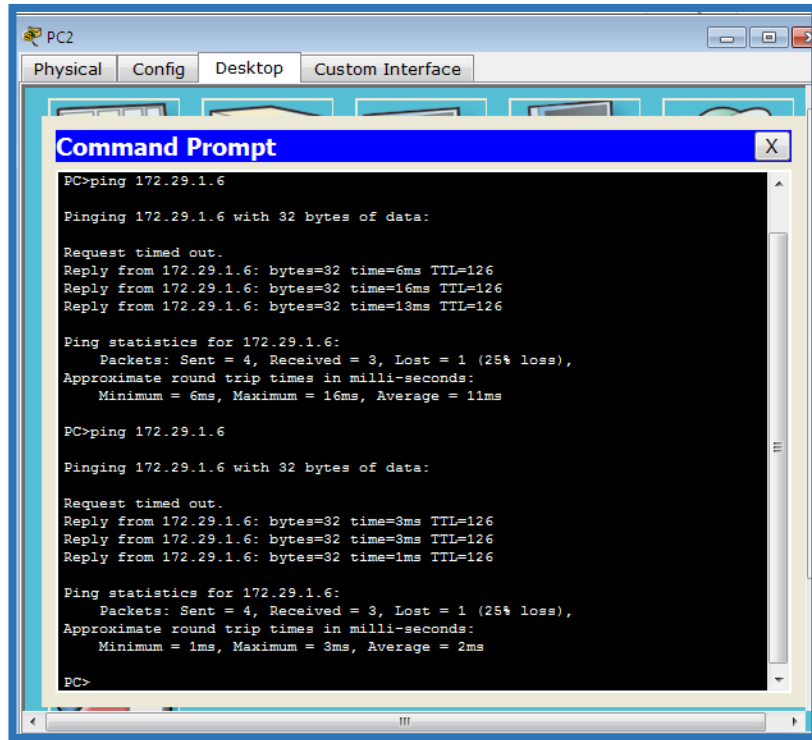 PC2
Physical Config Desktop Custom Interface
Command Prompt X
PC>ping 172.29.1.6
Pinging 172.29.1.6 with 32 bytes of data:
Request timed out.
Reply from 172.29.1.6: bytes=32 time=6ms TTL=126
Reply from 172.29.1.6: bytes=32 time=16ms TTL=126
Reply from 172.29.1.6: bytes=32 time=13ms TTL=126
Ping statistics for 172.29.1.6:
Packets: Sent = 4, Received = 3, Lost = 1 (25% loss),
Approximate round trip times in milli-seconds:
Minimum = 6ms, Maximum = 16ms, Average = 11ms
PC>ping 172.29.1.6
Pinging 172.29.1.6 with 32 bytes of data:
Request timed out.
Reply from 172.29.1.6: bytes=32 time=3ms TTL=126
Reply from 172.29.1.6: bytes=32 time=3ms TTL=126
Reply from 172.29.1.6: bytes=32 time=1ms TTL=126
Ping statistics for 172.29.1.6:
Packets: Sent = 4, Received = 3, Lost = 1 (25% loss),
Approximate round trip times in milli-seconds:
Minimum = 1ms, Maximum = 3ms, Average = 2ms
PC>